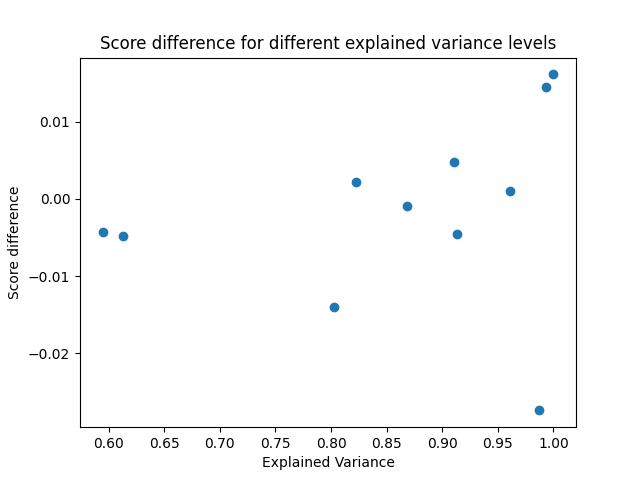 Score difference for different explained variance levels
Score difference
0.01
0.00
−0.01
−0.02
0.60 0.65 0.70 0.75 0.80 0.85 0.90 0.95 1.00
Explained Variance